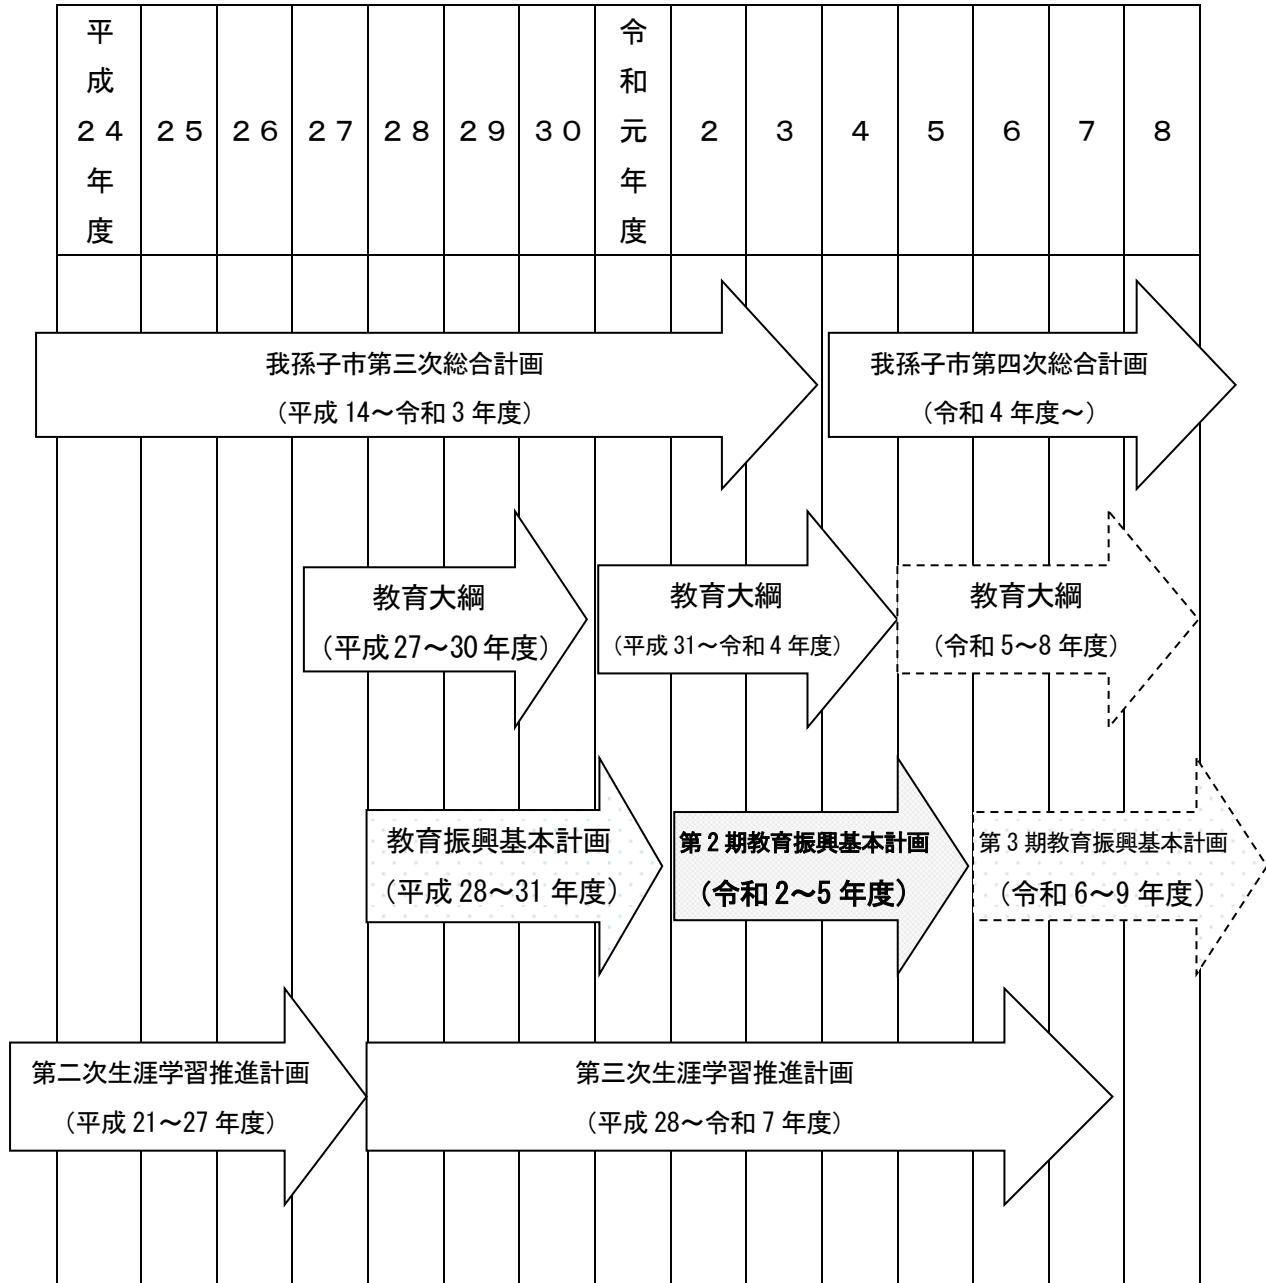 平成24年度 25 26 27 28 29 30 令和元年度 2 3 4 5 6 7 8
我孫子市第三次総合計画
（平成 14～令和 3 年度）
我孫子市第四次総合計画
（令和 4 年度～）
教育大綱
（平成 27～30 年度）
教育大綱
（平成 31～令和 4 年度）
教育大綱
（令和 5～8 年度）
教育振興基本計画
（平成 28～31 年度）
第 2 期教育振興基本計画
（令和 2～5 年度）
第 3 期教育振興基本計画
（令和 6～9 年度）
第二次生涯学習推進計画
（平成 21～27 年度）
第三次生涯学習推進計画
（平成 28～令和 7 年度）